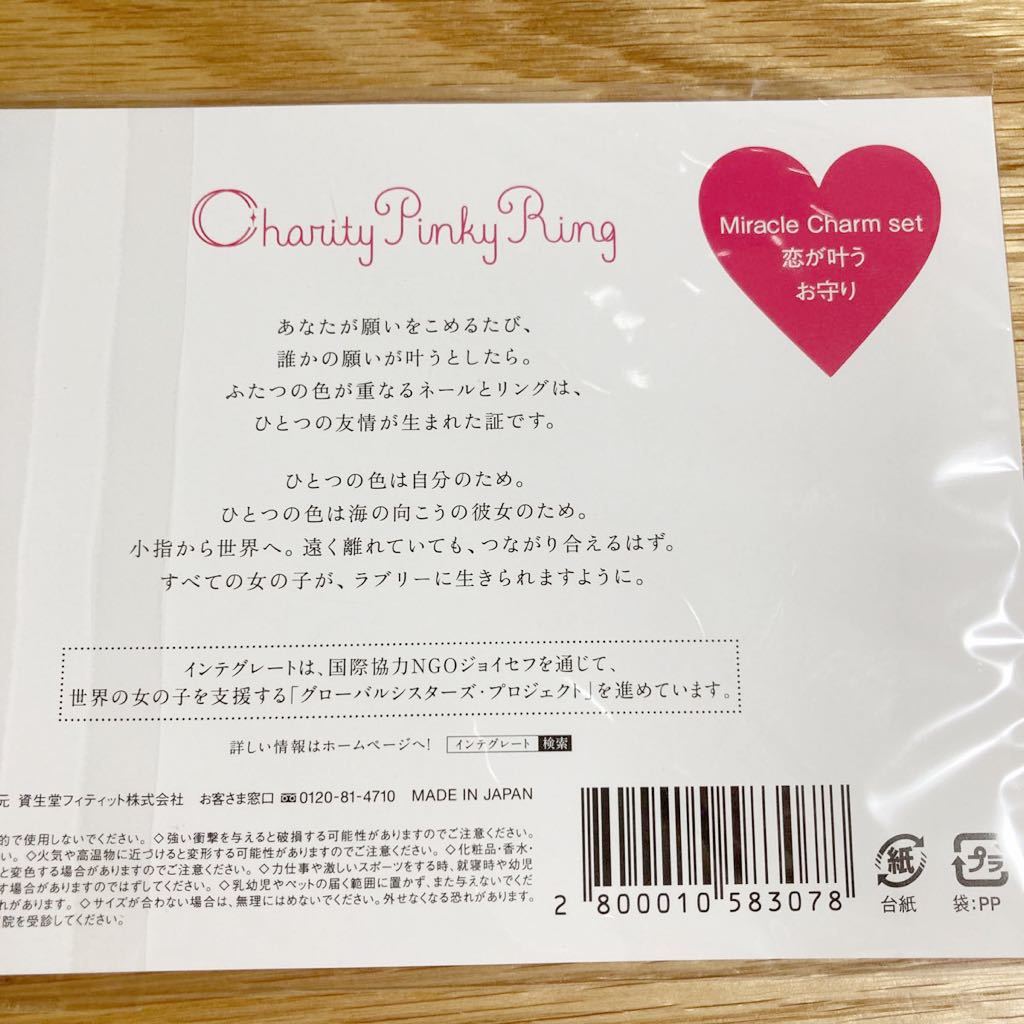 Charity Pinky Ring
Miracle Charm set
恋が叶う
お守り
あなたが願いをこめるたび、
誰かの願いが叶うとしたら。
ふたつの色が重なるネールとリングは、
ひとつの友情が生まれた証です。
ひとつの色は自分のため。
ひとつの色は海の向こうの彼女のため。
小指から世界へ。遠く離れていても、つながり合えるはず。
すべての女の子が、ラブリーに生きられますように。
インテグレートは、国際協力NGOジョイセフを通じて、
世界の女の子を支援する「グローバルシスターズ・プロジェクト」を進めています。
詳しい情報はホームページへ! インテグレート 検索
元 資生堂フィティット株式会社 お客さま窓口 0120-81-4710 MADE IN JAPAN
的で使用しないでください。◇強い衝撃を与えると破損する可能性がありますのでご注意ください。
い。◇火気や高温物に近づけると変形する可能性がありますのでご注意ください。◇化粧品・香水・
と変色する場合がありますのでご注意ください。◇力仕事や激しいスポーツをする時、就寝時や幼児
す場合がありますのではずしてください。◇乳幼児やペットの届く範囲に置かず、また与えないでくだ
れがあります。◇サイズが合わない場合は、無理にはめないでください。外せなくなる恐れがあります。
院を受診してください。
2 800010 583078
紙
台紙
プラ
袋:PP